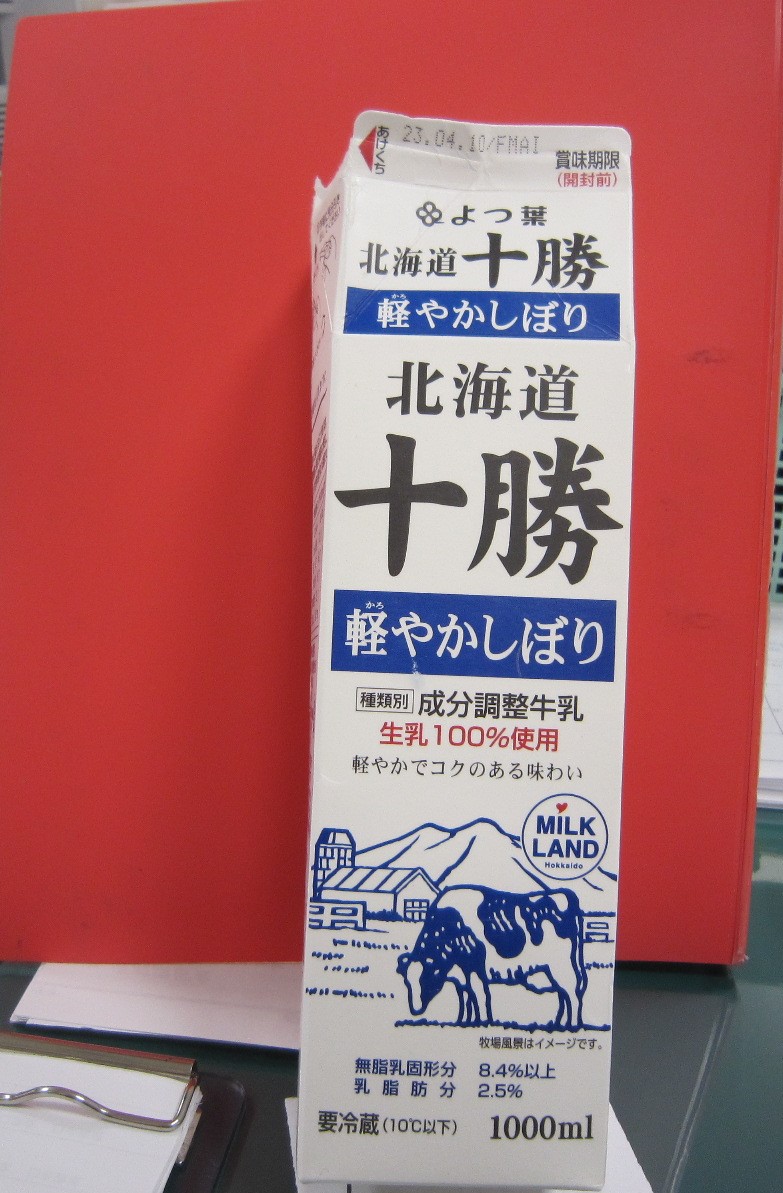 あけくち
23.04.10/FMAI
賞味期限
(開封前)
よつ葉
北海道十勝
かろ
軽やかしぼり
北海道
十勝
かろ
軽やかしぼり
種類別 成分調整牛乳
生乳100%使用
軽やかでコクのある味わい
MILK
LAND
Hokkaido
牧場風景はイメージです。
無脂乳固形分 8.4%以上
乳脂肪分 2.5%
要冷蔵(10℃以下) 1000ml